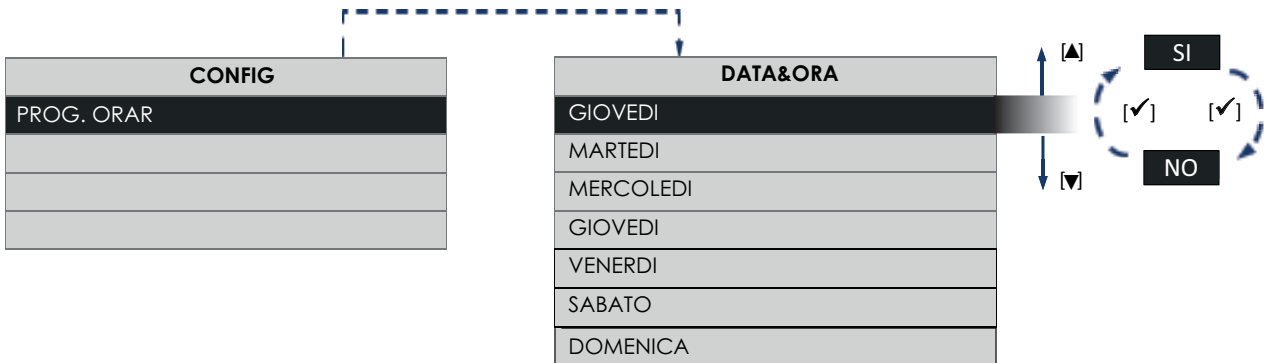 CONFIG
PROG. ORAR
DATA&ORA
GIOVEDI
MARTEDI
MERCOLEDI
GIOVEDI
VENERDI
SABATO
DOMENICA
[▲]
SI
[✔] [✔]
NO
[▼]